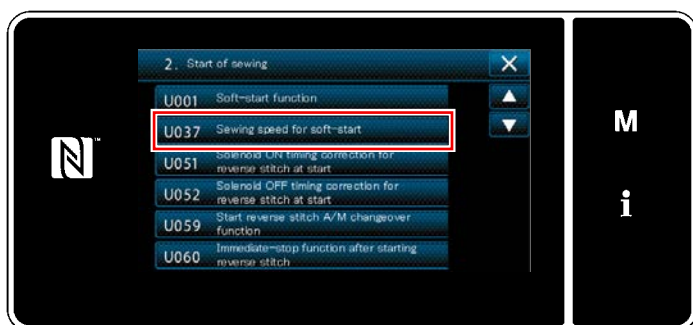 2. Start of sewing
U001 Soft-start function
U037 Sewing speed for soft-start
U051 Solenoid ON timing correction for
reverse stitch at start
U052 Solenoid OFF timing correction for
reverse stitch at start
U059 Start reverse stitch A/M changeover
function
U060 Immediate-stop function after starting
reverse stitch
M
i
N